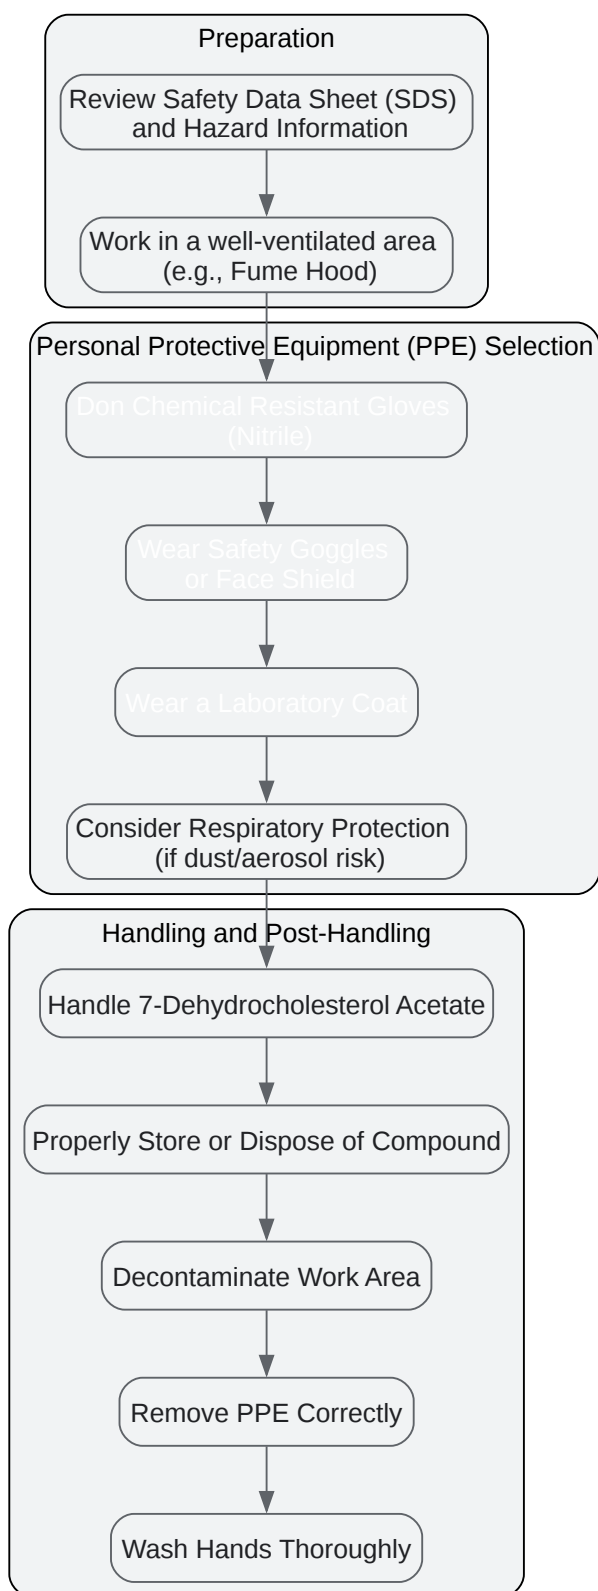 Preparation
Review Safety Data Sheet (SDS)
and Hazard Information
Work in a well-ventilated area
(e.g., Fume Hood)
Personal Protective Equipment (PPE) Selection
Don Chemical Resistant Gloves
(Nitrile)
Wear Safety Goggles
or Face Shield
Wear a Laboratory Coat
Consider Respiratory Protection
(if dust/aerosol risk)
Handling and Post-Handling
Handle 7-Dehydrocholesterol Acetate
Properly Store or Dispose of Compound
Decontaminate Work Area
Remove PPE Correctly
Wash Hands Thoroughly